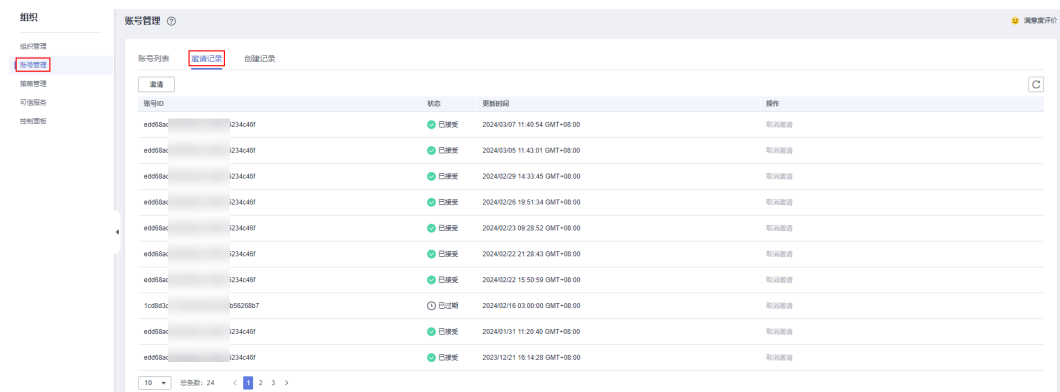 组织
组织管理
账号管理
策略管理
可信服务
控制面板
账号管理
满意度评价
账号列表 邀请记录 创建记录
邀请
账号ID 状态 更新时间 操作
edd68ac 5234c46f 已接受 2024/03/07 11:40:54 GMT+08:00 取消邀请
edd68ac 5234c46f 已接受 2024/03/05 11:43:01 GMT+08:00 取消邀请
edd68ac 5234c46f 已接受 2024/02/29 14:33:45 GMT+08:00 取消邀请
edd68ac 5234c46f 已接受 2024/02/26 19:51:34 GMT+08:00 取消邀请
edd68ac 5234c46f 已接受 2024/02/23 09:28:52 GMT+08:00 取消邀请
edd68ac 5234c46f 已接受 2024/02/22 21:28:43 GMT+08:00 取消邀请
edd68ac 5234c46f 已接受 2024/02/22 15:50:59 GMT+08:00 取消邀请
1cd8d3c b56268b7 已过期 2024/02/16 03:00:00 GMT+08:00 取消邀请
edd68ac 5234c46f 已接受 2024/01/31 11:20:40 GMT+08:00 取消邀请
edd68ac 5234c46f 已接受 2023/12/21 16:14:28 GMT+08:00 取消邀请
10 总条数: 24 < 1 2 3 >